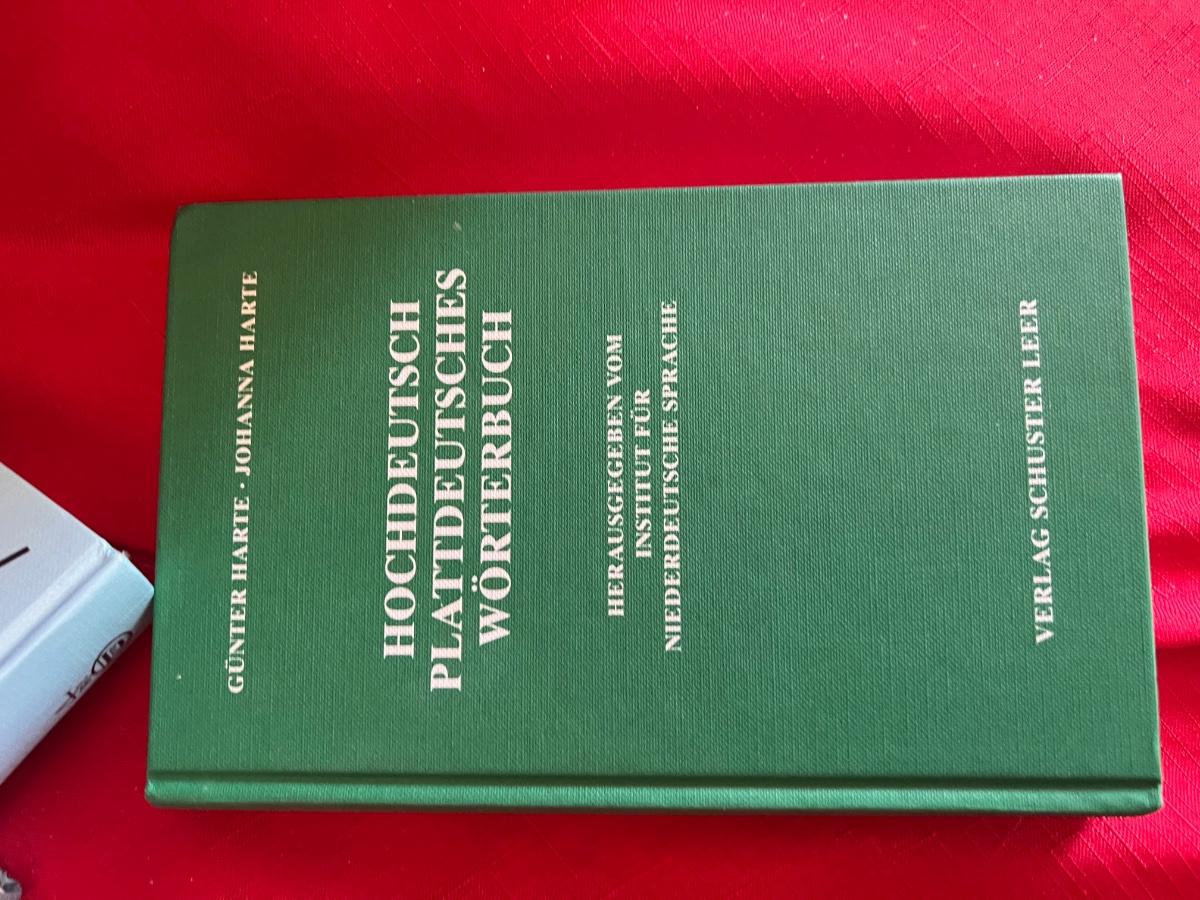 GÜNTER HARTE · JOHANNA HARTE
HOCHDEUTSCH
PLATTDEUTSCHES
WÖRTERBUCH
HERAUSGEGEBEN VOM
INSTITUT FÜR
NIEDERDEUTSCHE SPRACHE
VERLAG SCHUSTER LEER